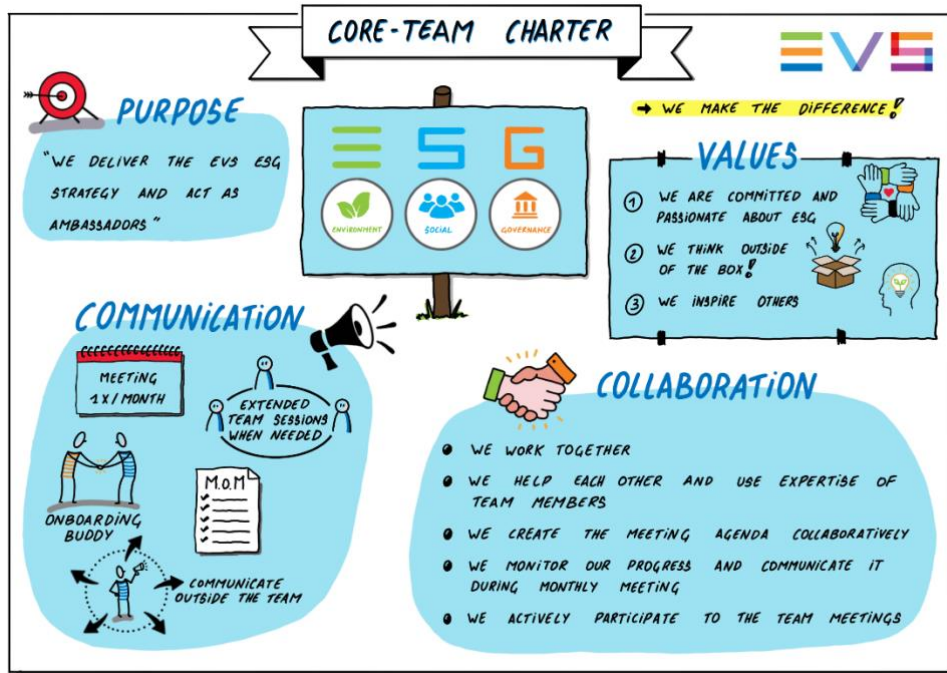 CORE-TEAM CHARTER
EVS
→ WE MAKE THE DIFFERENCE!
PURPOSE
"WE DELIVER THE EVS ESG
STRATEGY AND ACT AS
AMBASSADORS"
ESG
ENVIRONMENT
SOCIAL
GOVERNANCE
VALUES
1 WE ARE COMMITTED AND
PASSIONATE ABOUT ESG
2 WE THINK OUTSIDE
OF THE BOX!
3 WE INSPIRE OTHERS
COMMUNICATION
MEETING
1X/MONTH
EXTENDED
TEAM SESSIONS
WHEN NEEDED
ONBOARDING
BUDDY
M.O.M
COMMUNICATE
OUTSIDE THE TEAM
COLLABORATION
• WE WORK TOGETHER
• WE HELP EACH OTHER AND USE EXPERTISE OF
TEAM MEMBERS
• WE CREATE THE MEETING AGENDA COLLABORATIVELY
• WE MONITOR OUR PROGRESS AND COMMUNICATE IT
DURING MONTHLY MEETING
• WE ACTIVELY PARTICIPATE TO THE TEAM MEETINGS